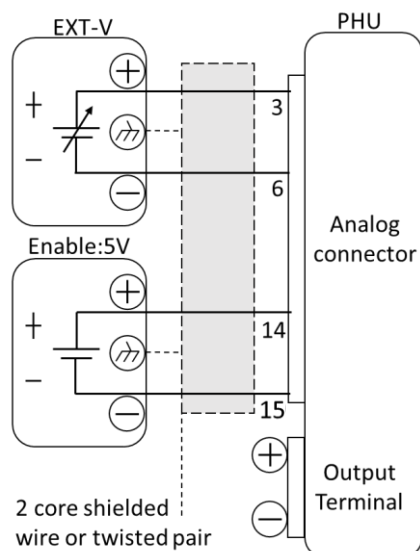 EXT-V
PHU
+
+
3
−
−
6
Analog
connector
Enable:5V
+
+
14
−
−
15
+
−
Output
Terminal
2 core shielded
wire or twisted pair